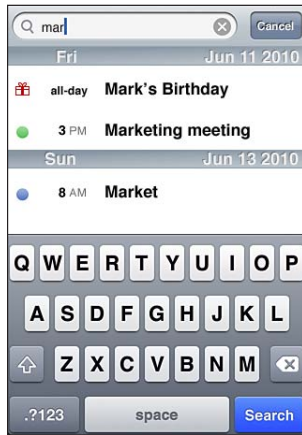 mar Cancel
Fri Jun 11 2010
all-day Mark's Birthday
3 PM Marketing meeting
Sun Jun 13 2010
8 AM Market
Q W E R T Y U I O P
A S D F G H J K L
Z X C V B N M
.?123 space Search